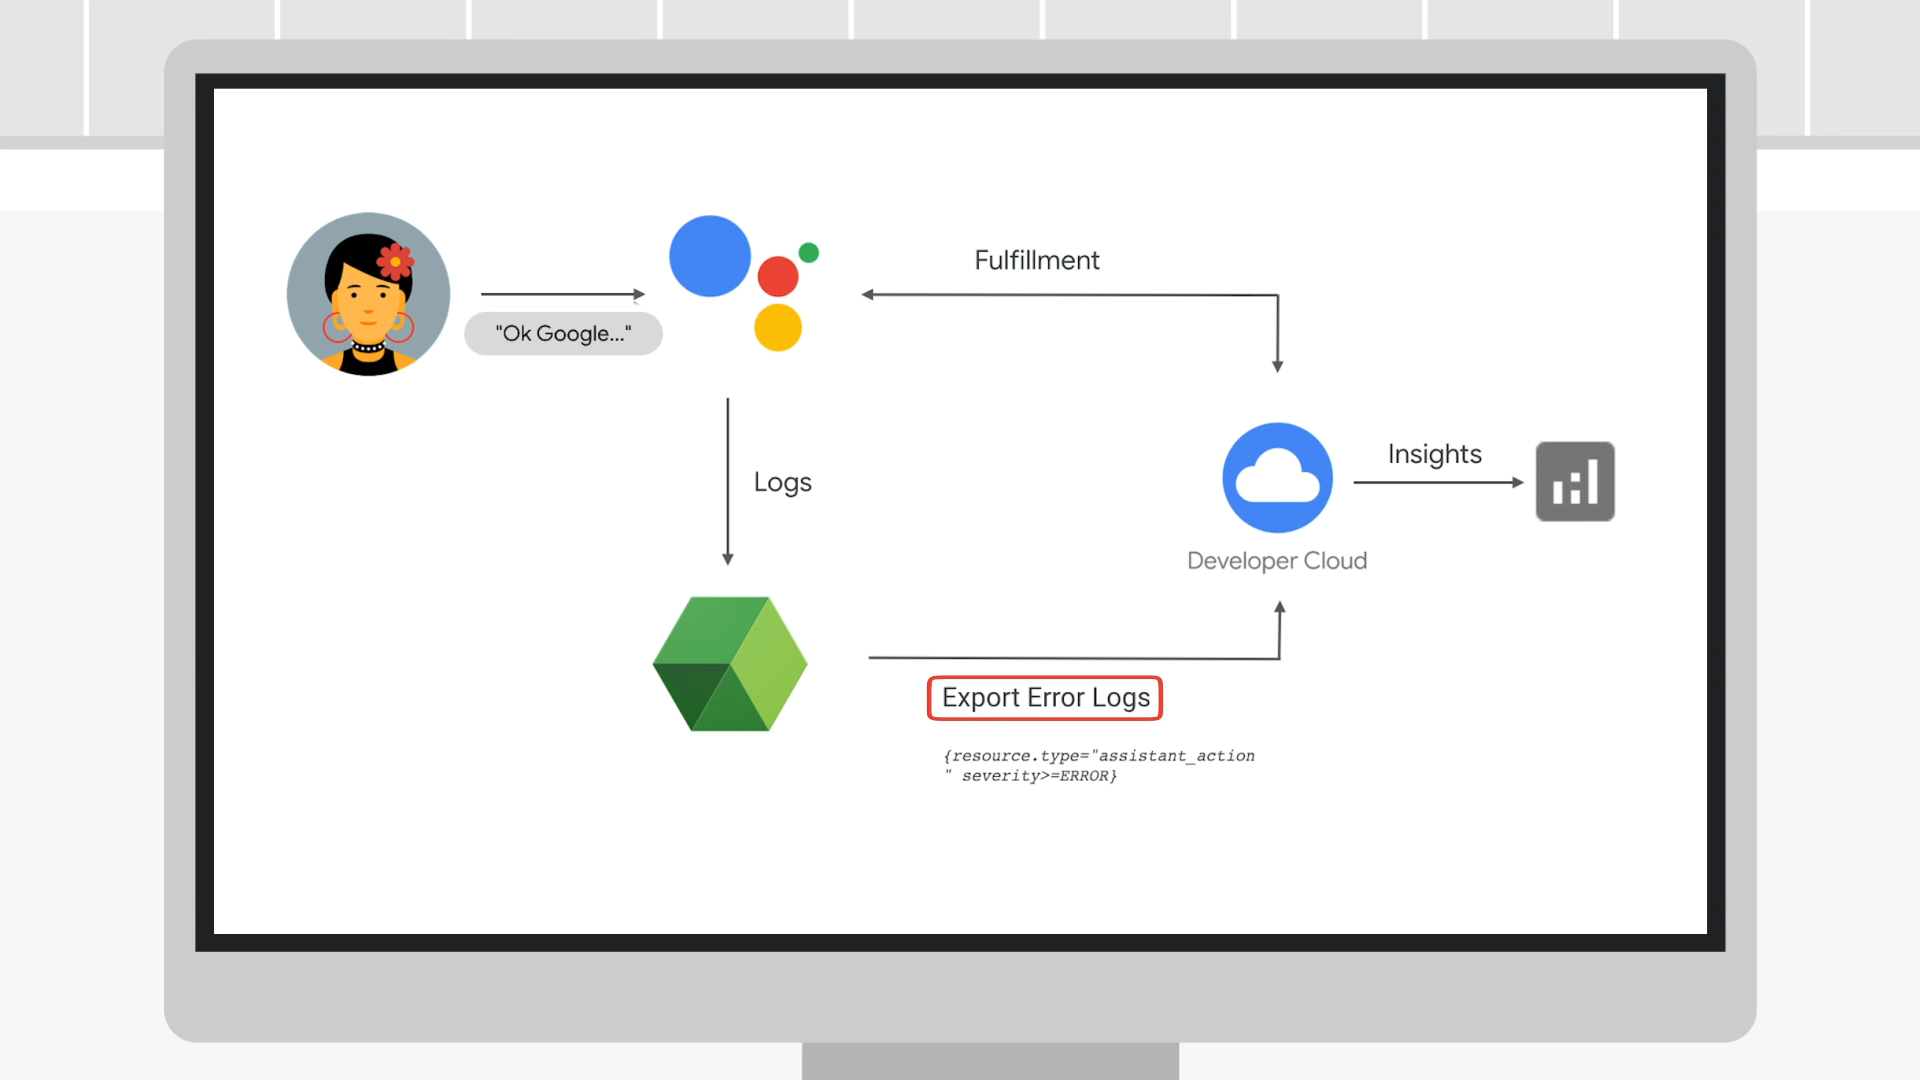 Fulfillment
"Ok Google..."
Logs
Insights
Developer Cloud
Export Error Logs
{resource.type="assistant_action
" severity>=ERROR}